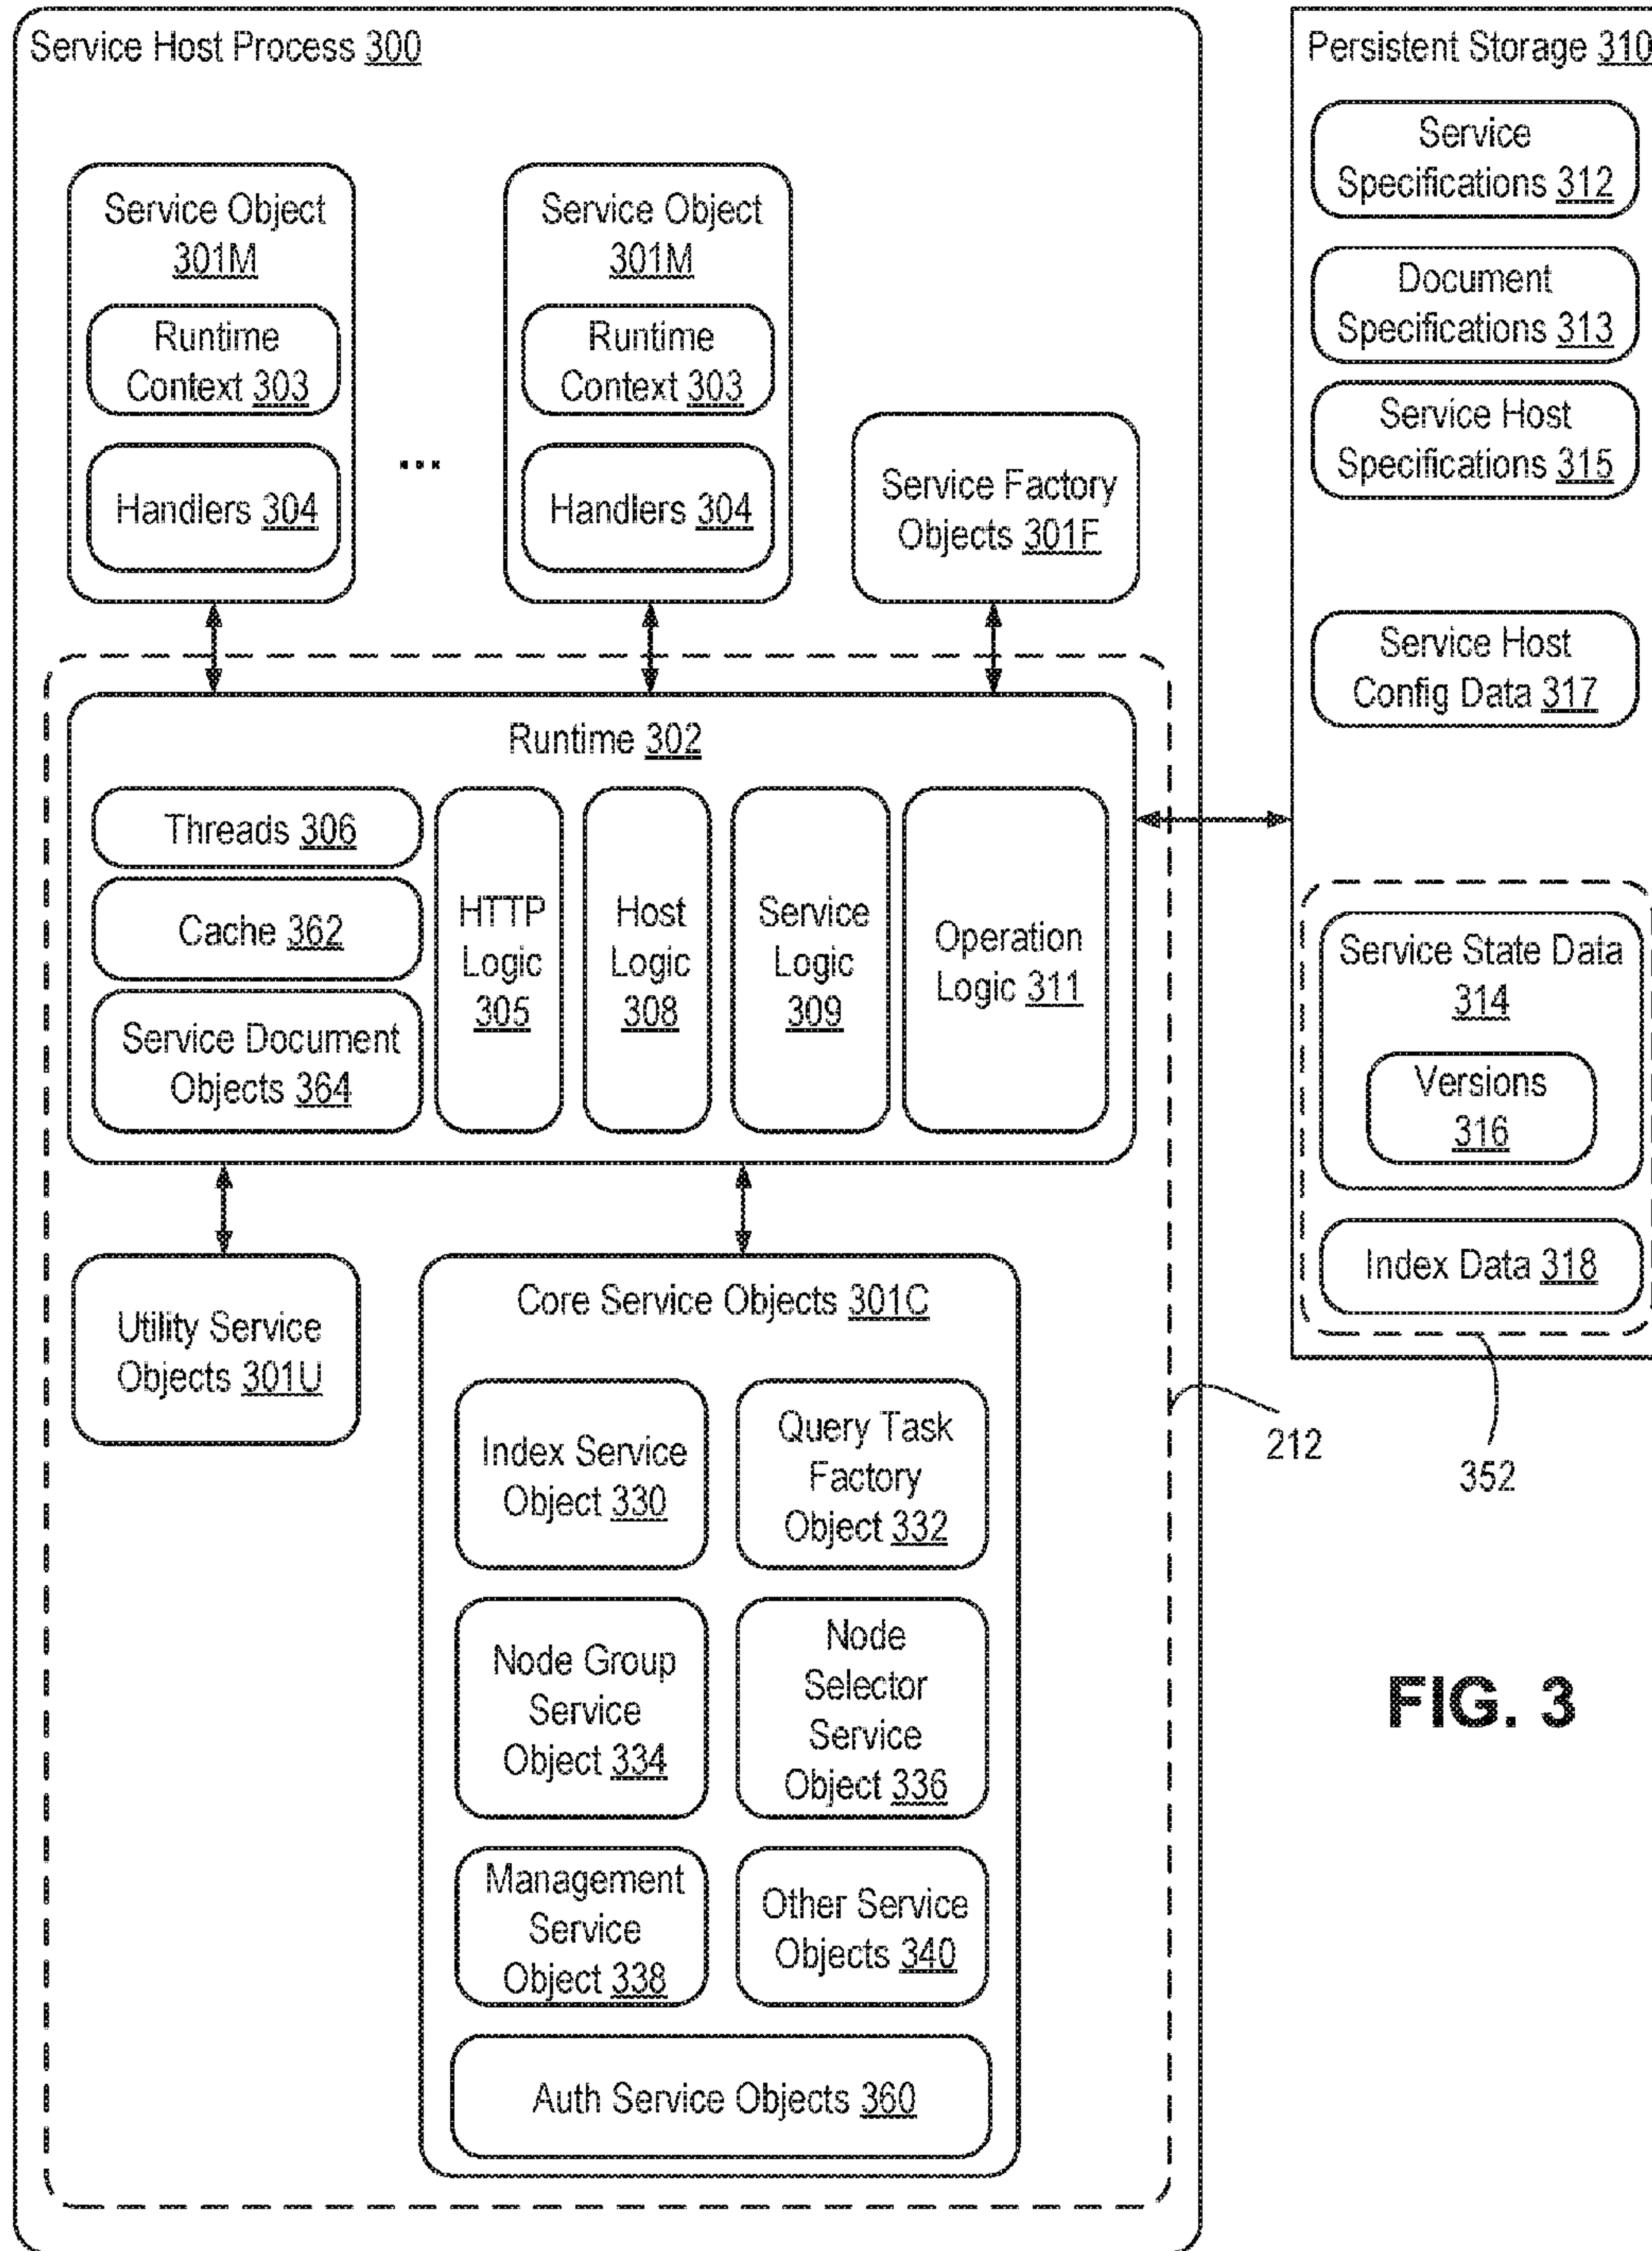 Service Host Process 300
Service Object
301M
Runtime
Context 303
Handlers 304
...
Service Object
301M
Runtime
Context 303
Handlers 304
Service Factory
Objects 301F
Runtime 302
Threads 306
Cache 362
Service Document
Objects 364
HTTP
Logic
305
Host
Logic
308
Service
Logic
309
Operation
Logic 311
Utility Service
Objects 301U
Core Service Objects 301C
Index Service
Object 330
Query Task
Factory
Object 332
Node Group
Service
Object 334
Node
Selector
Service
Object 336
Management
Service
Object 338
Other Service
Objects 340
Auth Service Objects 360
212
Persistent Storage 310
Service
Specifications 312
Document
Specifications 313
Service Host
Specifications 315
Service Host
Config Data 317
Service State Data
314
Versions
316
Index Data 318
352
FIG. 3